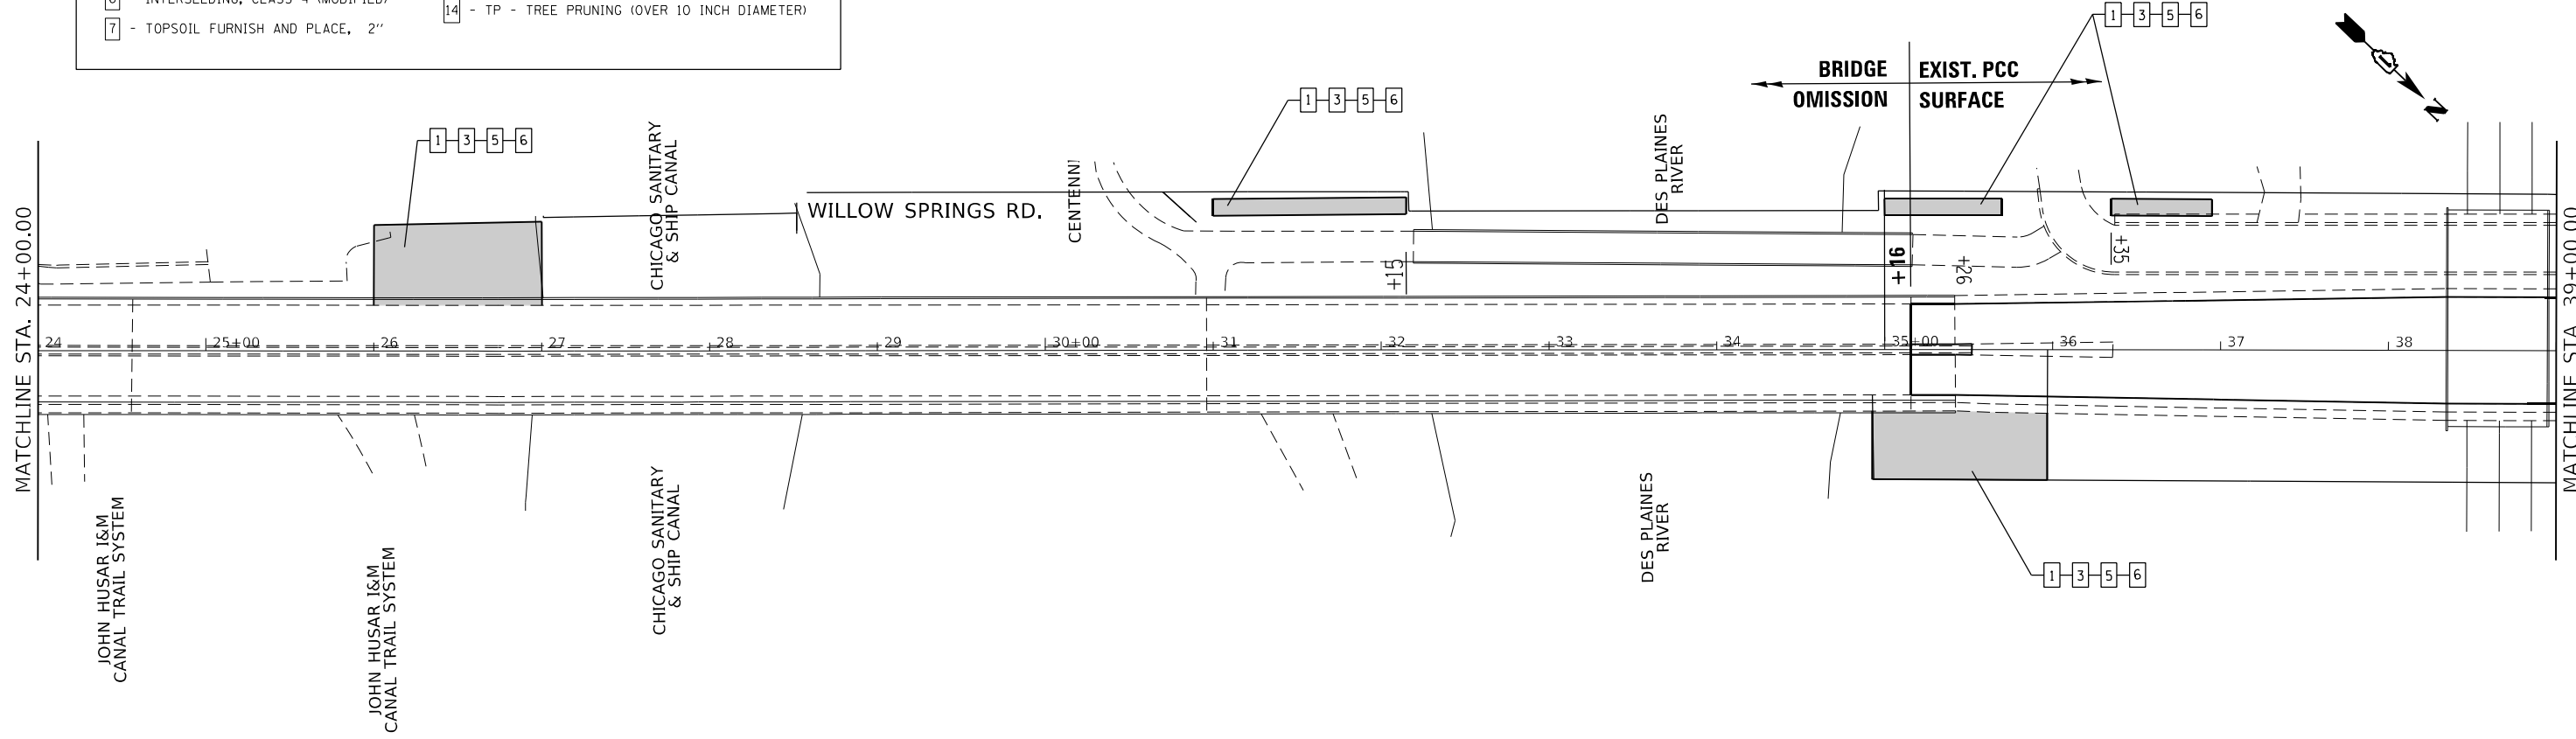 14 - TP - TREE PRUNING (OVER 10 INCH DIAMETER)
7 - TOPSOIL FURNISH AND PLACE, 2"
1 3 5 6
BRIDGE
OMISSION
EXIST. PCC
SURFACE
N
1 3 5 6
1 3 5 6
CHICAGO SANITARY
& SHIP CANAL
WILLOW SPRINGS RD.
DES PLAINES
RIVER
MATCHLINE STA. 24+00.00
MATCHLINE STA. 39+00.00
+15
+16
+26
+35
24
25+00
26
27
28
29
30+00
31
32
33
34
35+00
36
37
38
JOHN HUSAR I&M
CANAL TRAIL SYSTEM
JOHN HUSAR I&M
CANAL TRAIL SYSTEM
CHICAGO SANITARY
& SHIP CANAL
DES PLAINES
RIVER
1 3 5 6